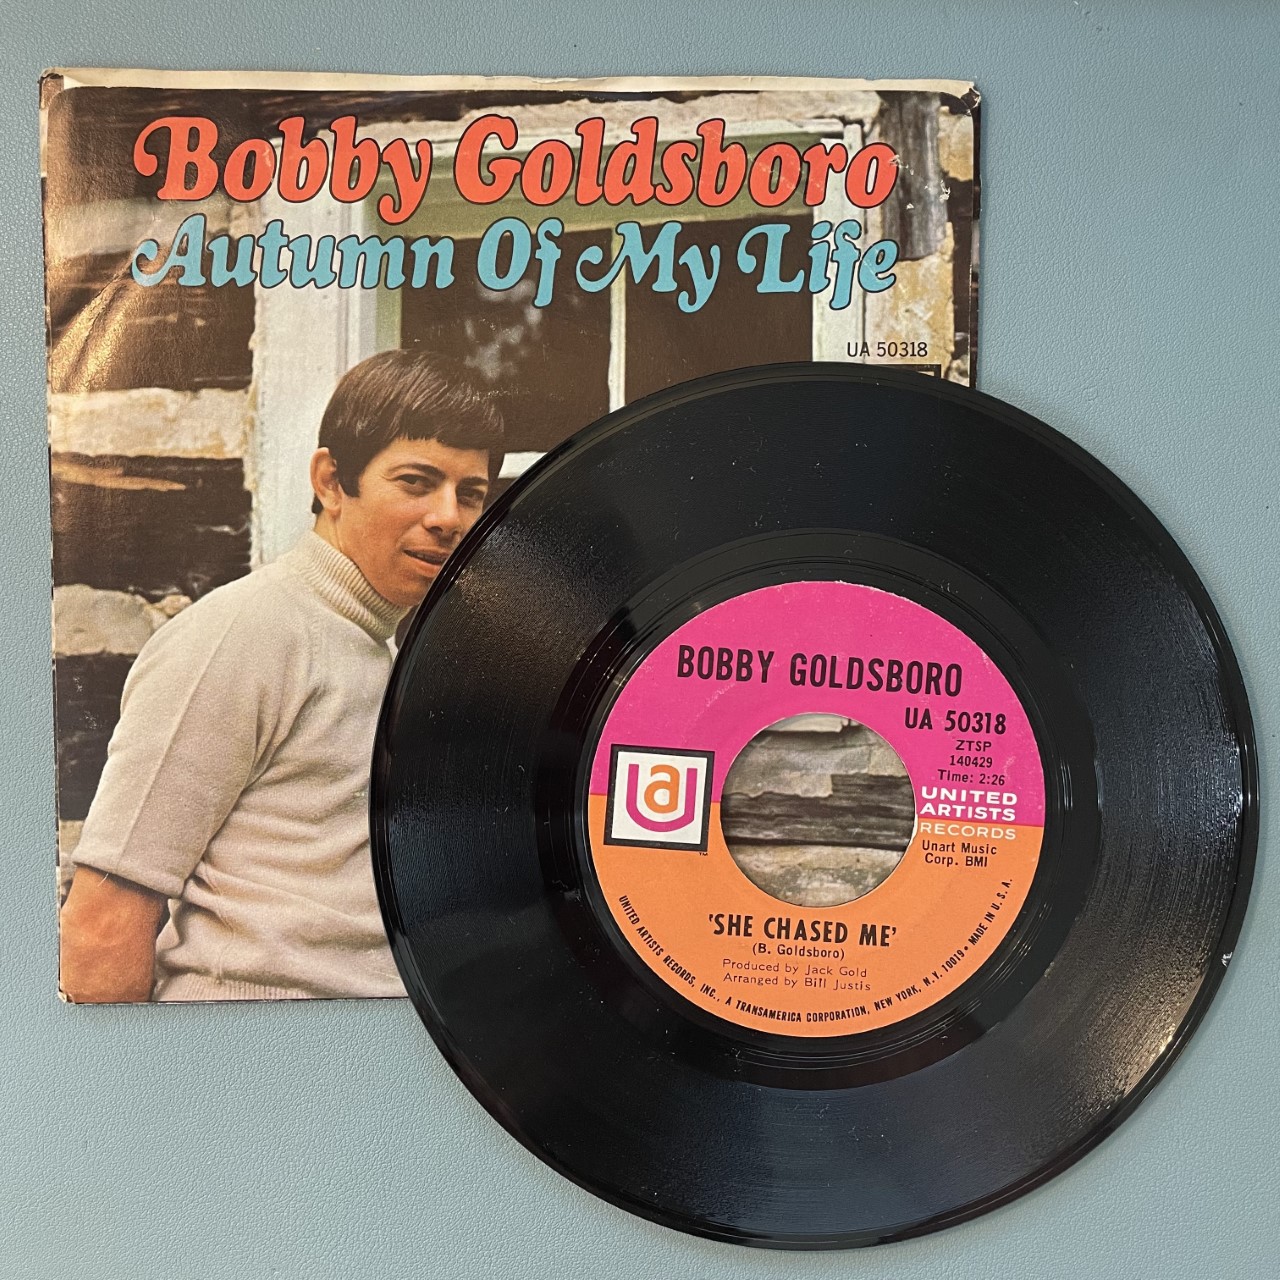 Bobby Goldsboro
Autumn Of My Life
UA 50318
BOBBY GOLDSBORO
UA 50318
ZTSP
140429
Time: 2:26
UNITED
ARTISTS
RECORDS
Unart Music
Corp. BMI
ua
TM
'SHE CHASED ME'
(B. Goldsboro)
Produced by Jack Gold
Arranged by Bill Justis
UNITED ARTISTS RECORDS, INC., A TRANSAMERICA CORPORATION, NEW YORK, N.Y. 10019 • MADE IN U.S.A.